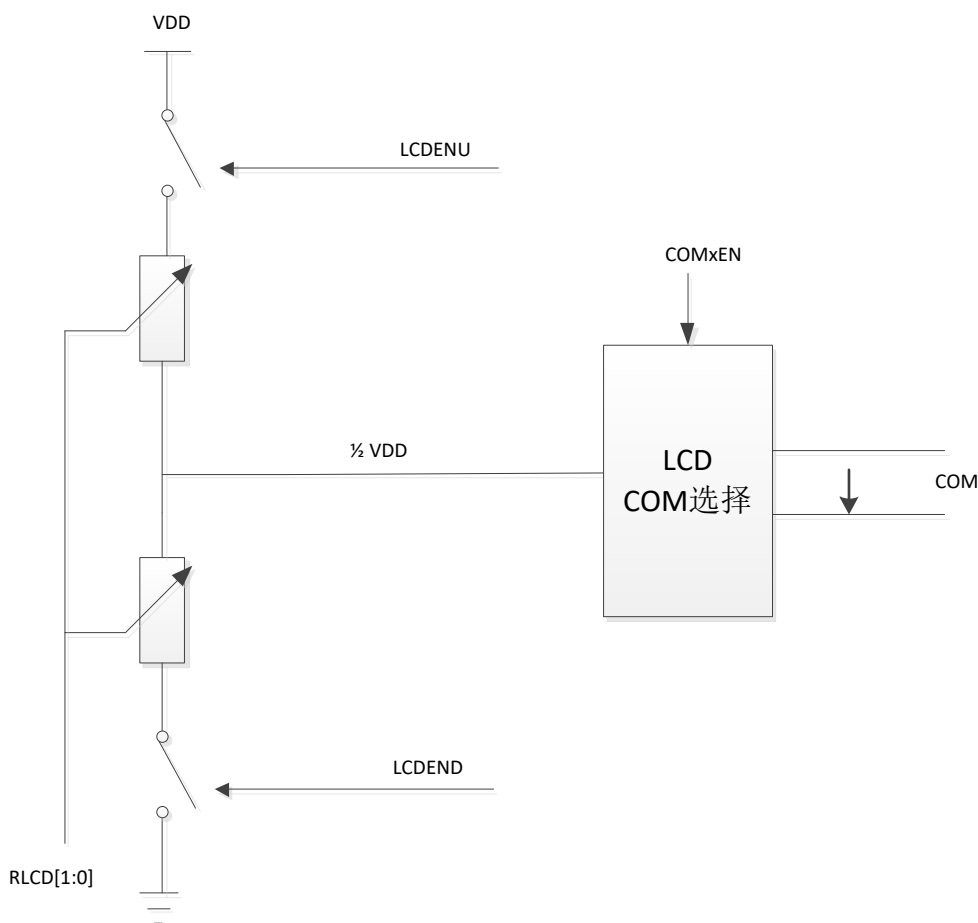 VDD
LCDENU
COMxEN
½ VDD
LCD
COM选择
COM
LCDEND
RLCD[1:0]